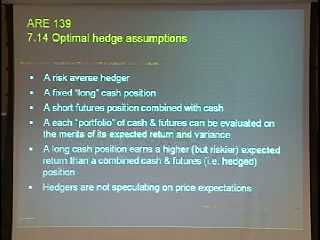 ARE 139
7.14 Optimal hedge assumptions
A risk averse hedger
A fixed "long" cash position
A short futures position combined with cash
A each "portfolio" of cash & futures can be evaluated on
the merits of its expected return and variance
A long cash position earns a higher (but riskier) expected
return than a combined cash & futures (i.e. hedged)
position
Hedgers are not speculating on price expectations